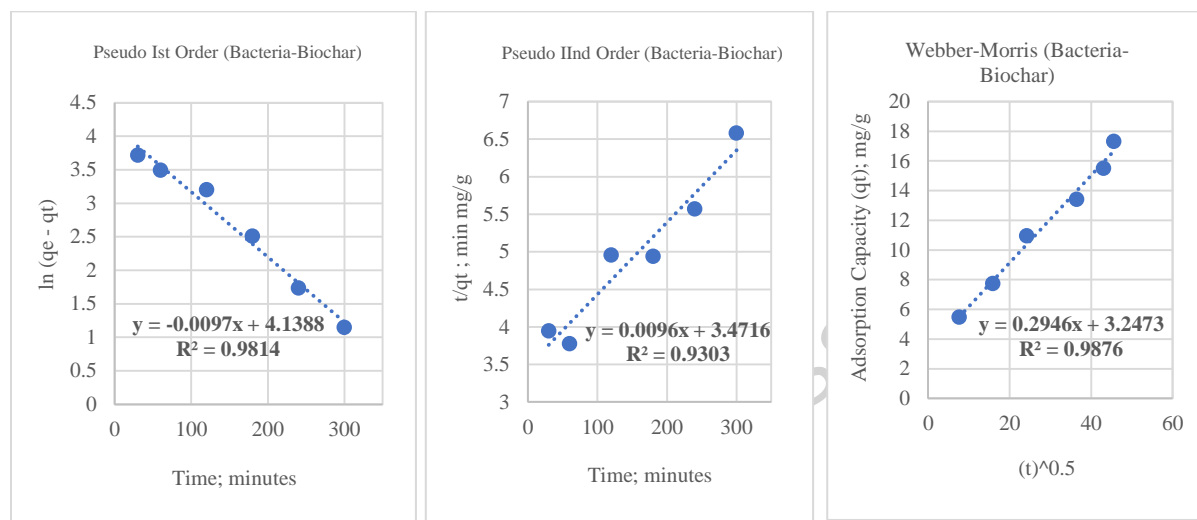 Pseudo Ist Order (Bacteria-Biochar)
4.5
4
3.5
3
2.5
2
1.5
1
0.5
0
ln (qe - qt)
y = -0.0097x + 4.1388
R² = 0.9814
0 100 200 300
Time; minutes
Pseudo IInd Order (Bacteria-Biochar)
7
6.5
6
5.5
5
4.5
4
3.5
3
t/qt ; min mg/g
y = 0.0096x + 3.4716
R² = 0.9303
0 100 200 300
Time; minutes
Webber-Morris (Bacteria-
Biochar)
20
18
16
14
12
10
8
6
4
2
0
Adsorption Capacity (qt); mg/g
y = 0.2946x + 3.2473
R² = 0.9876
0 20 40 60
(t)^0.5